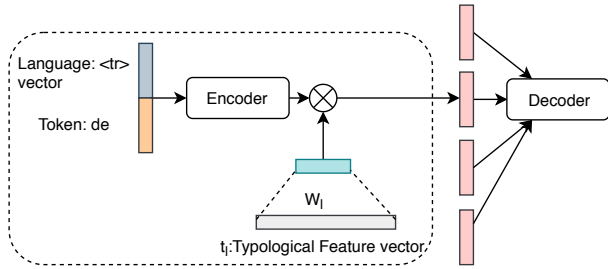 Language: <tr>
vector
Token: de
Encoder
Decoder
W_l
t_l:Typological Feature vector